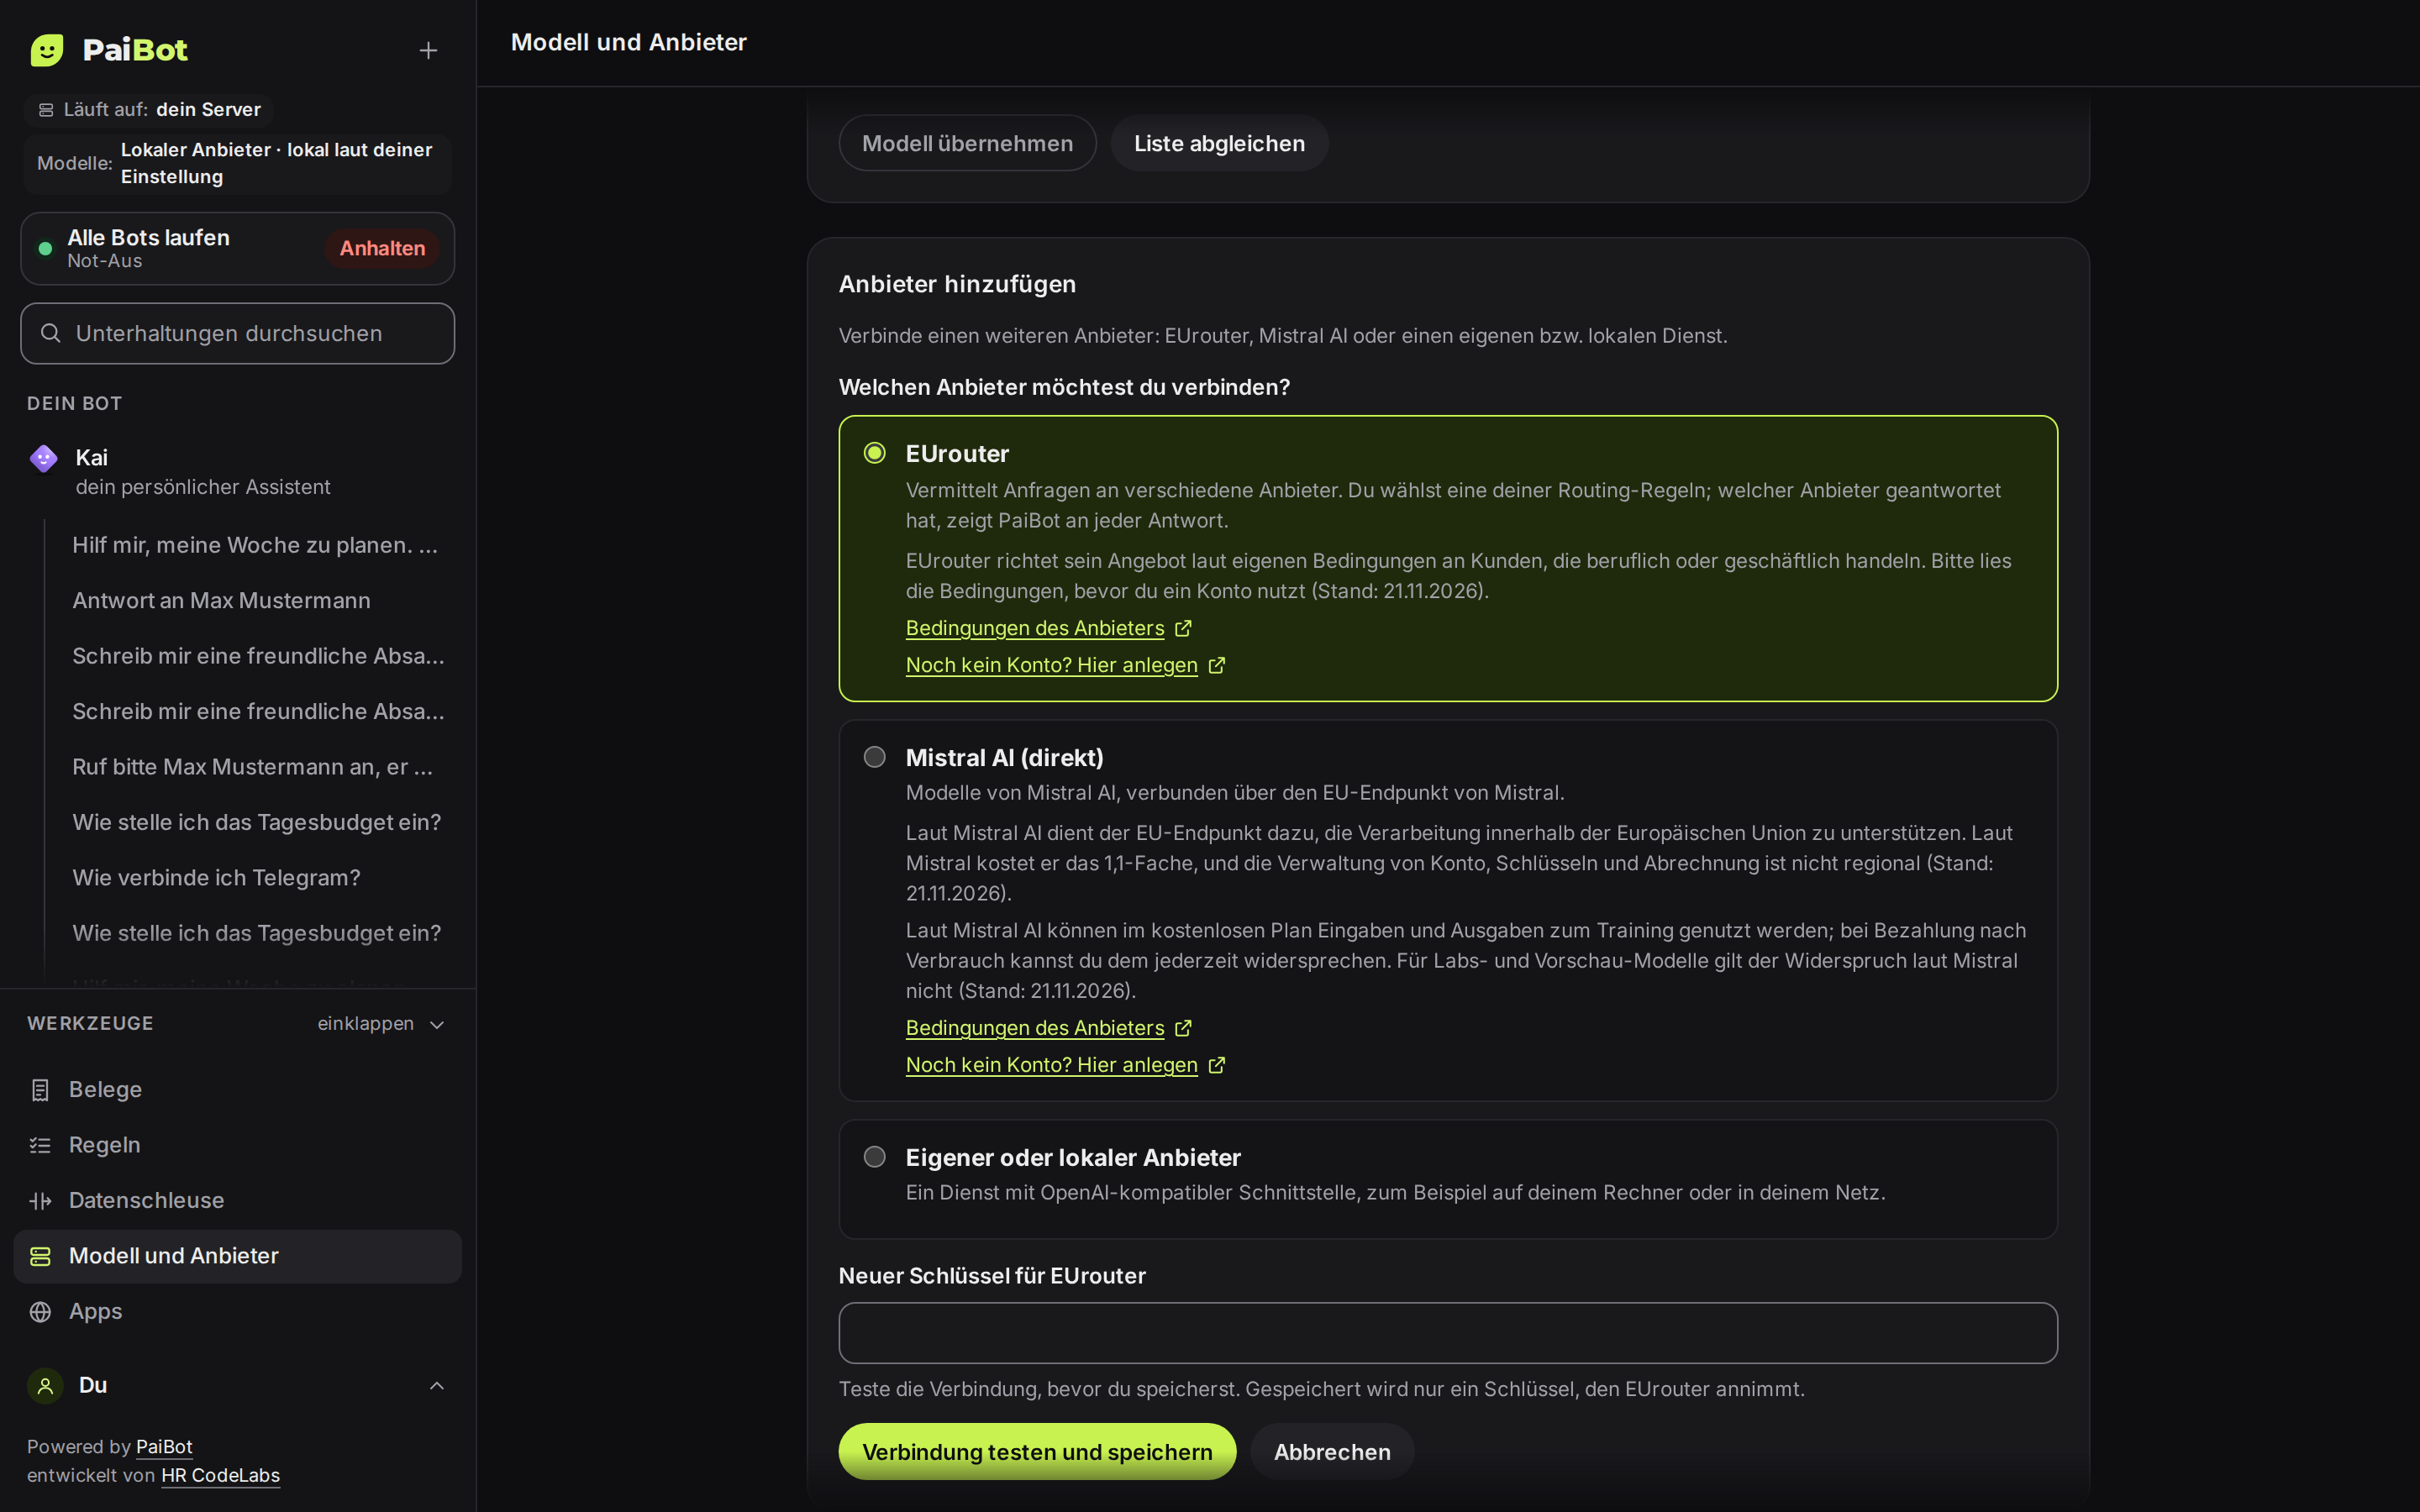 PaiBot
Läuft auf: dein Server
Modelle: Lokaler Anbieter · lokal laut deiner
Einstellung
Alle Bots laufen
Not-Aus
Anhalten
Unterhaltungen durchsuchen
DEIN BOT
Kai
dein persönlicher Assistent
Hilf mir, meine Woche zu planen. ...
Antwort an Max Mustermann
Schreib mir eine freundliche Absa...
Schreib mir eine freundliche Absa...
Ruf bitte Max Mustermann an, er ...
Wie stelle ich das Tagesbudget ein?
Wie verbinde ich Telegram?
Wie stelle ich das Tagesbudget ein?
WERKZEUGE
einklappen
Belege
Regeln
Datenschleuse
Modell und Anbieter
Apps
Du
Powered by PaiBot
entwickelt von HR CodeLabs
Modell und Anbieter
Modell übernehmen
Liste abgleichen
Anbieter hinzufügen
Verbinde einen weiteren Anbieter: EUrouter, Mistral AI oder einen eigenen bzw. lokalen Dienst.
Welchen Anbieter möchtest du verbinden?
EUrouter
Vermittelt Anfragen an verschiedene Anbieter. Du wählst eine deiner Routing-Regeln; welcher Anbieter geantwortet
hat, zeigt PaiBot an jeder Antwort.
EUrouter richtet sein Angebot laut eigenen Bedingungen an Kunden, die beruflich oder geschäftlich handeln. Bitte lies
die Bedingungen, bevor du ein Konto nutzt (Stand: 21.11.2026).
Bedingungen des Anbieters
Noch kein Konto? Hier anlegen
Mistral AI (direkt)
Modelle von Mistral AI, verbunden über den EU-Endpunkt von Mistral.
Laut Mistral AI dient der EU-Endpunkt dazu, die Verarbeitung innerhalb der Europäischen Union zu unterstützen. Laut
Mistral kostet er das 1,1-Fache, und die Verwaltung von Konto, Schlüsseln und Abrechnung ist nicht regional (Stand:
21.11.2026).
Laut Mistral AI können im kostenlosen Plan Eingaben und Ausgaben zum Training genutzt werden; bei Bezahlung nach
Verbrauch kannst du dem jederzeit widersprechen. Für Labs- und Vorschau-Modelle gilt der Widerspruch laut Mistral
nicht (Stand: 21.11.2026).
Bedingungen des Anbieters
Noch kein Konto? Hier anlegen
Eigener oder lokaler Anbieter
Ein Dienst mit OpenAI-kompatibler Schnittstelle, zum Beispiel auf deinem Rechner oder in deinem Netz.
Neuer Schlüssel für EUrouter
Teste die Verbindung, bevor du speicherst. Gespeichert wird nur ein Schlüssel, den EUrouter annimmt.
Verbindung testen und speichern
Abbrechen